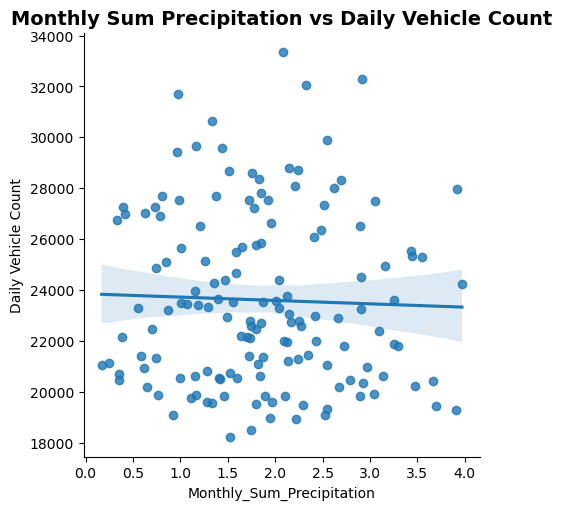 Monthly Sum Precipitation vs Daily Vehicle Count
34000
32000
30000
28000
26000
24000
22000
20000
18000
Daily Vehicle Count
0.0 0.5 1.0 1.5 2.0 2.5 3.0 3.5 4.0
Monthly_Sum_Precipitation